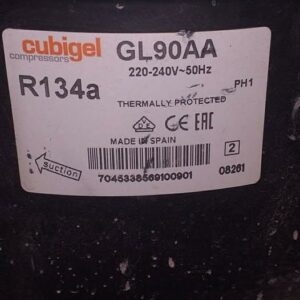 cubigel
compressors
GL90AA
220-240V~50Hz
R134a
PH1
THERMALLY PROTECTED
CE EAC
MADE IN SPAIN
suction
2
7045338569100901
08261